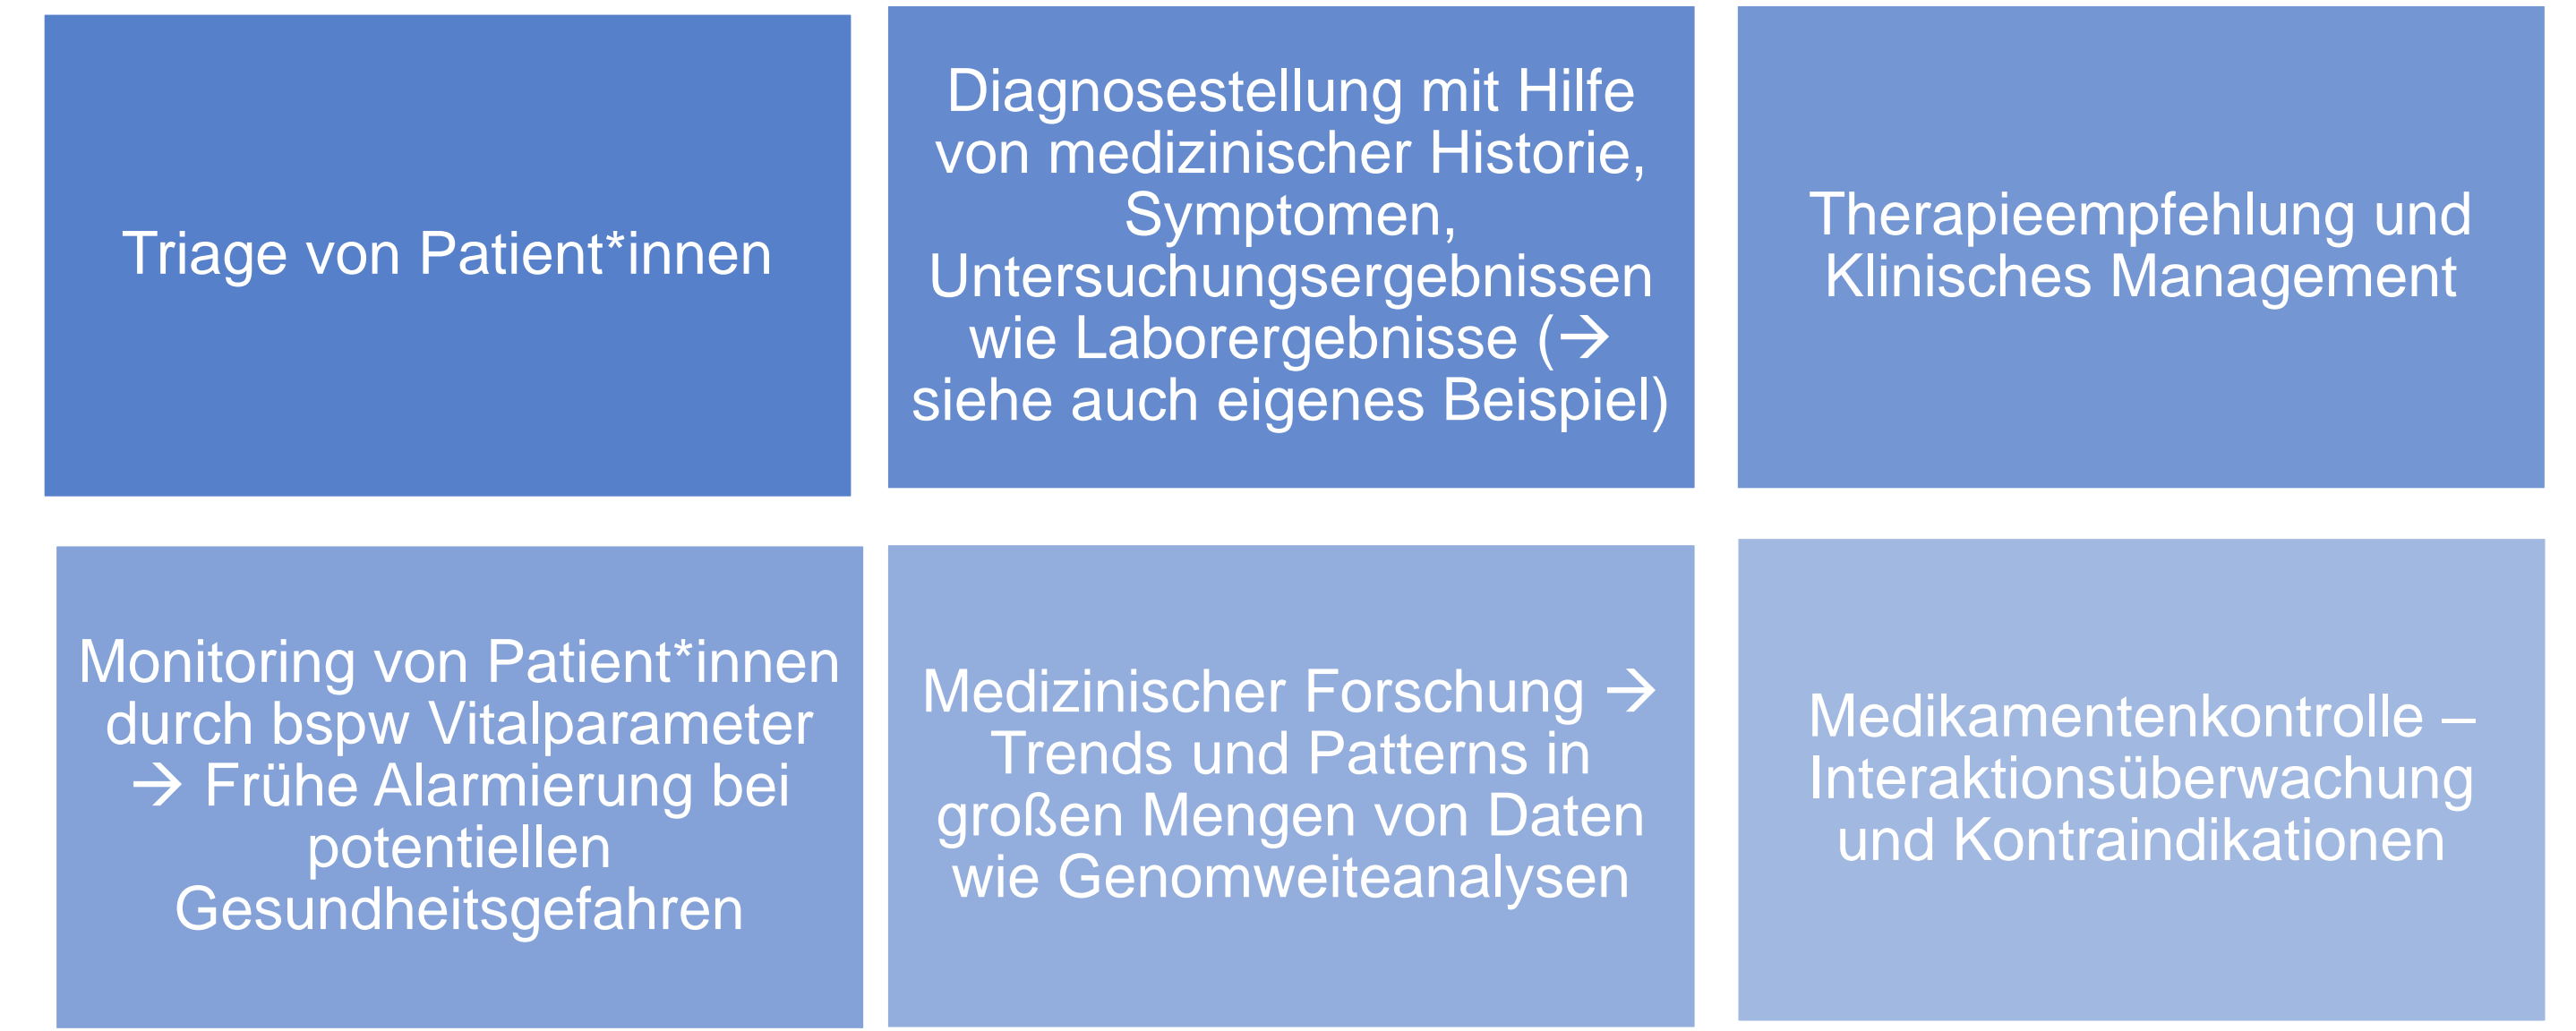 Triage von Patient*innen
Diagnosestellung mit Hilfe
von medizinischer Historie,
Symptomen,
Untersuchungsergebnissen
wie Laborergebnisse (→
siehe auch eigenes Beispiel)
Therapieempfehlung und
Klinisches Management
Monitoring von Patient*innen
durch bspw Vitalparameter
→ Frühe Alarmierung bei
potentiellen
Gesundheitsgefahren
Medizinischer Forschung →
Trends und Patterns in
großen Mengen von Daten
wie Genomweiteanalysen
Medikamentenkontrolle –
Interaktionsüberwachung
und Kontraindikationen